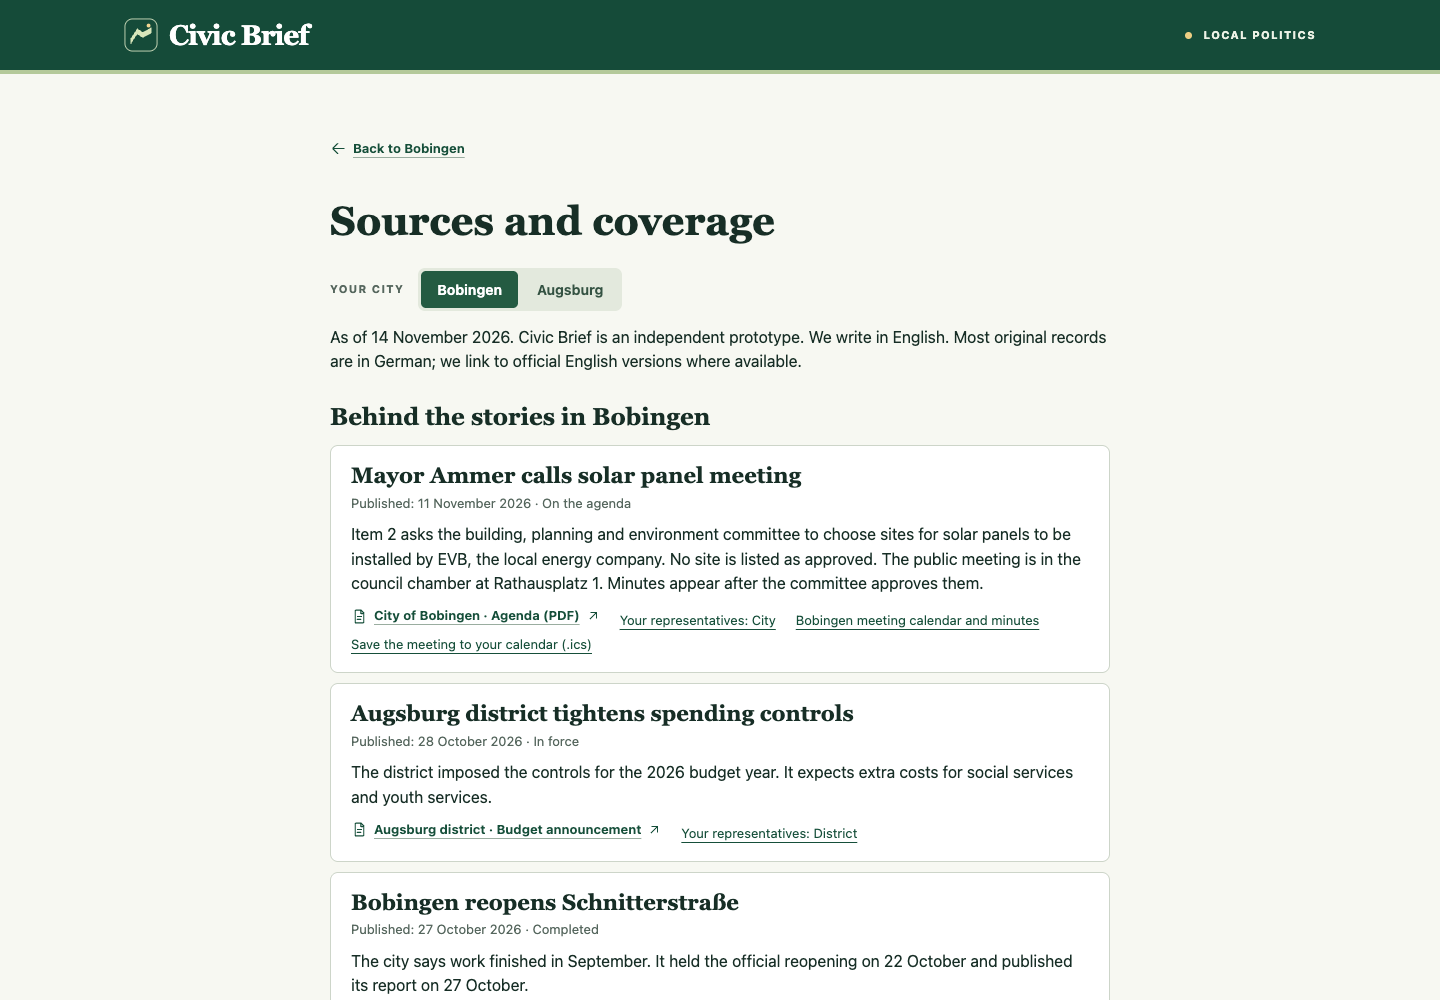 Civic Brief
LOCAL POLITICS
Back to Bobingen
Sources and coverage
YOUR CITY
Bobingen
Augsburg
As of 14 November 2026. Civic Brief is an independent prototype. We write in English. Most original records
are in German; we link to official English versions where available.
Behind the stories in Bobingen
Mayor Ammer calls solar panel meeting
Published: 11 November 2026 · On the agenda
Item 2 asks the building, planning and environment committee to choose sites for solar panels to be
installed by EVB, the local energy company. No site is listed as approved. The public meeting is in the
council chamber at Rathausplatz 1. Minutes appear after the committee approves them.
City of Bobingen · Agenda (PDF)
Your representatives: City
Bobingen meeting calendar and minutes
Save the meeting to your calendar (.ics)
Augsburg district tightens spending controls
Published: 28 October 2026 · In force
The district imposed the controls for the 2026 budget year. It expects extra costs for social services
and youth services.
Augsburg district · Budget announcement
Your representatives: District
Bobingen reopens Schnitterstraße
Published: 27 October 2026 · Completed
The city says work finished in September. It held the official reopening on 22 October and published
its report on 27 October.